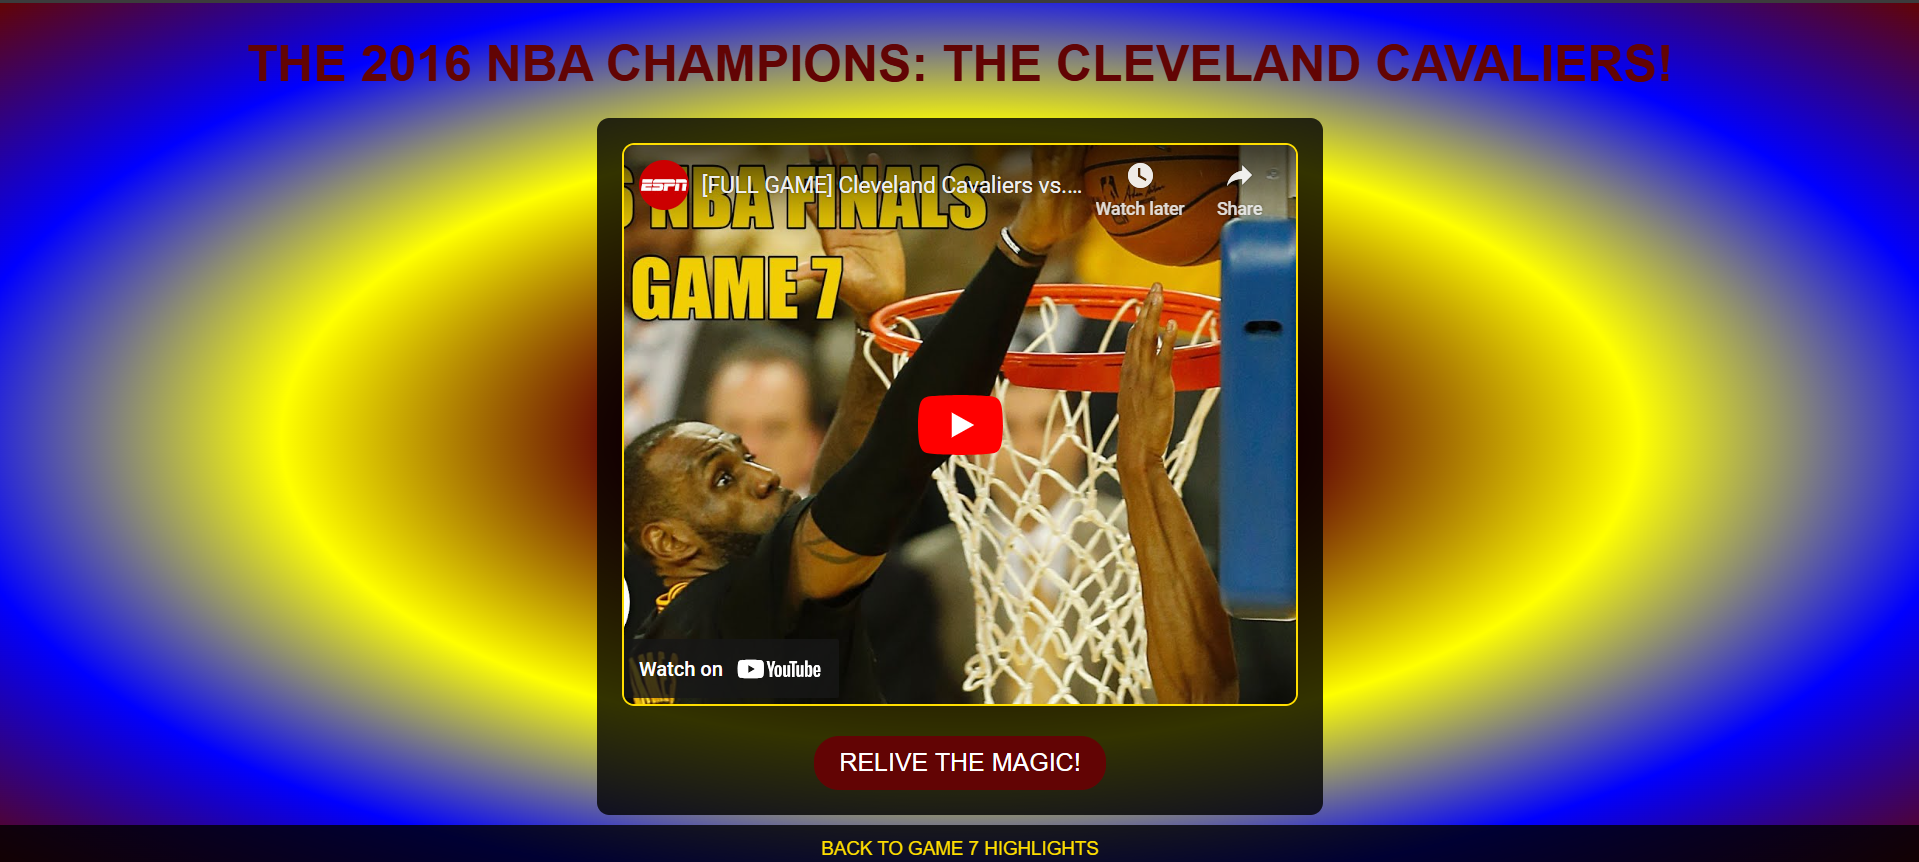 THE 2016 NBA CHAMPIONS: THE CLEVELAND CAVALIERS!
ESPN [FULL GAME] Cleveland Cavaliers vs....
Watch later Share
6 NBA FINALS
GAME 7
Watch on YouTube
RELIVE THE MAGIC!
BACK TO GAME 7 HIGHLIGHTS